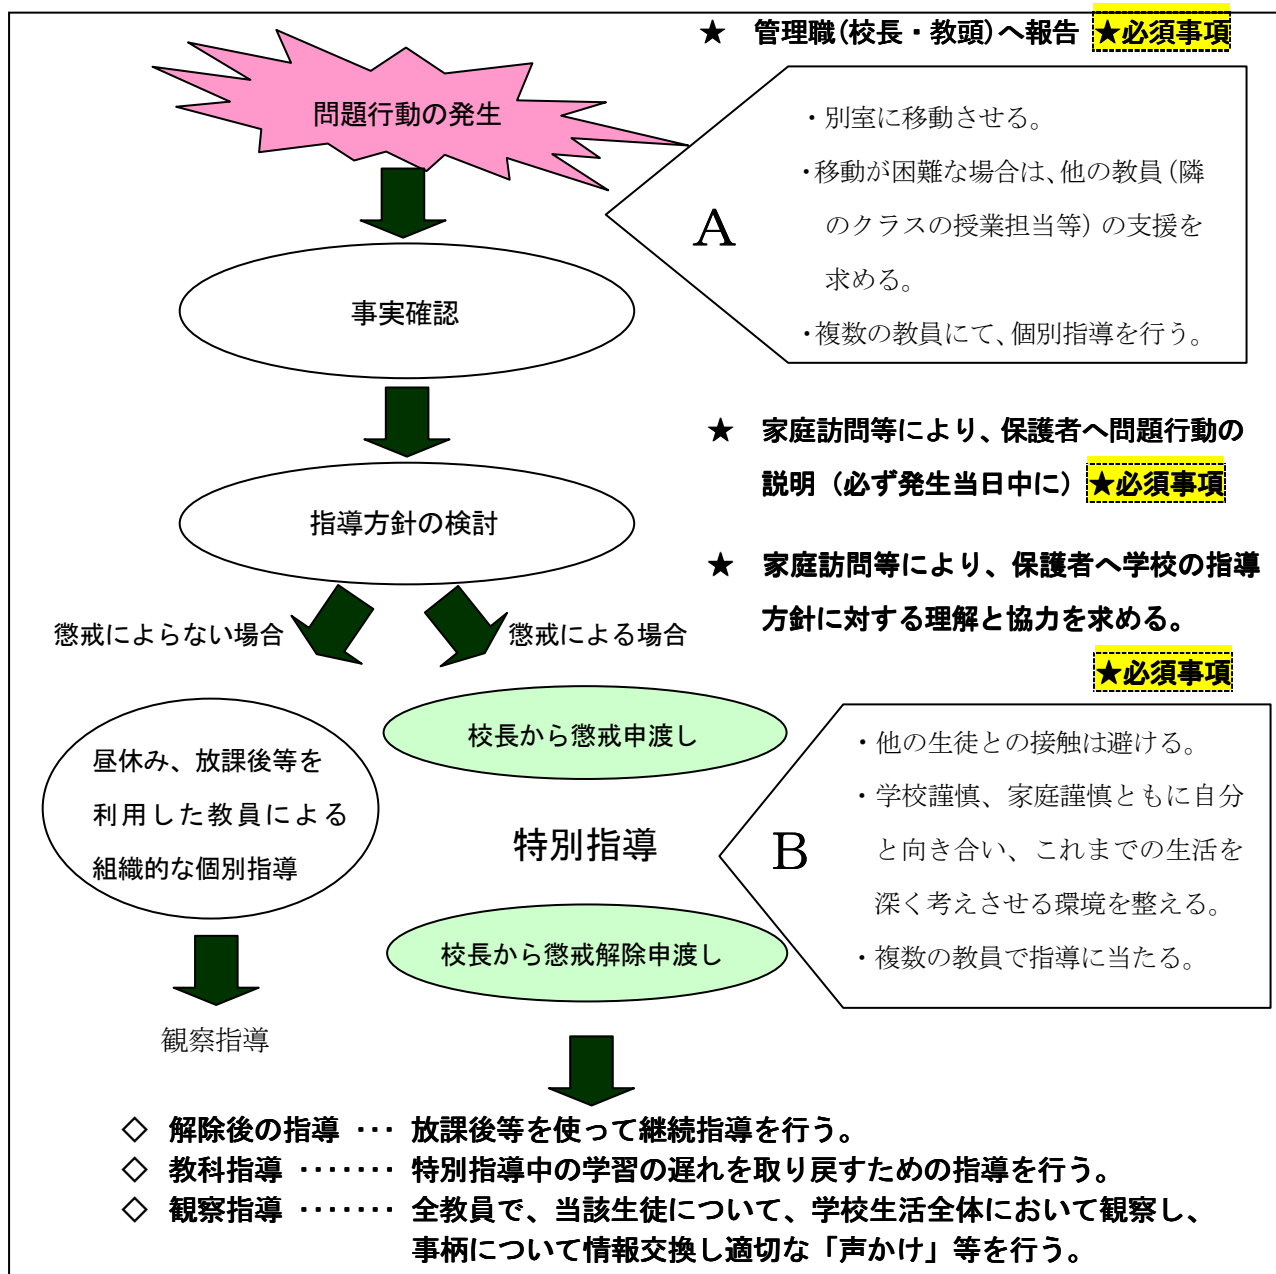 ★ 管理職(校長・教頭)へ報告 ★必須事項
問題行動の発生
A
・別室に移動させる。
・移動が困難な場合は、他の教員(隣
のクラスの授業担当等)の支援を
求める。
・複数の教員にて、個別指導を行う。
事実確認
★ 家庭訪問等により、保護者へ問題行動の
説明(必ず発生当日中に) ★必須事項
指導方針の検討
★ 家庭訪問等により、保護者へ学校の指導
方針に対する理解と協力を求める。
★必須事項
懲戒によらない場合
懲戒による場合
昼休み、放課後等を
利用した教員による
組織的な個別指導
観察指導
校長から懲戒申渡し
特別指導
校長から懲戒解除申渡し
B
・他の生徒との接触は避ける。
・学校謹慎、家庭謹慎ともに自分
と向き合い、これまでの生活を
深く考えさせる環境を整える。
・複数の教員で指導に当たる。
◇ 解除後の指導 ‥‥ 放課後等を使って継続指導を行う。
◇ 教科指導 ‥‥‥‥ 特別指導中の学習の遅れを取り戻すための指導を行う。
◇ 観察指導 ‥‥‥‥ 全教員で、当該生徒について、学校生活全体において観察し、
事柄について情報交換し適切な「声かけ」等を行う。